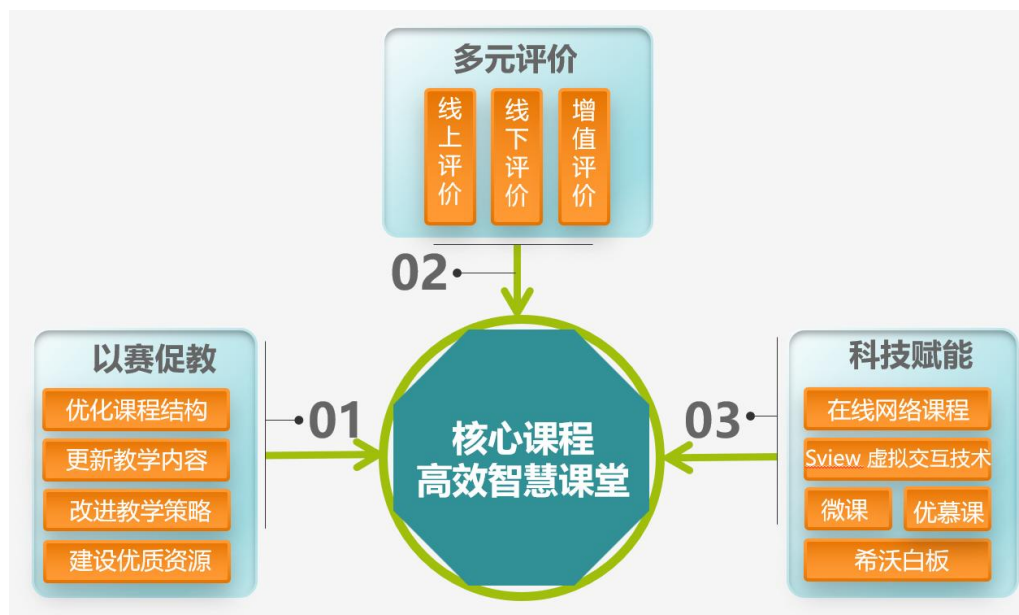 多元评价
线上评价
线下评价
增值评价
02
以赛促教
优化课程结构
更新教学内容
改进教学策略
建设优质资源
01
核心课程
高效智慧课堂
03
科技赋能
在线网络课程
Sview 虚拟交互技术
微课
优慕课
希沃白板